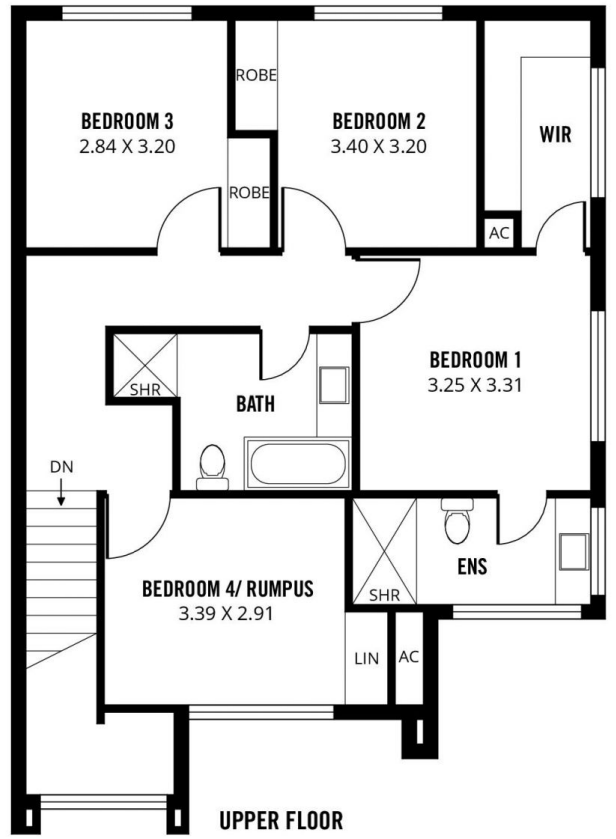 ROBE
BEDROOM 3
2.84 X 3.20
BEDROOM 2
3.40 X 3.20
WIR
ROBE
AC
BEDROOM 1
3.25 X 3.31
SHR
BATH
DN
ENS
BEDROOM 4/ RUMPUS
3.39 X 2.91
SHR
LIN
AC
UPPER FLOOR